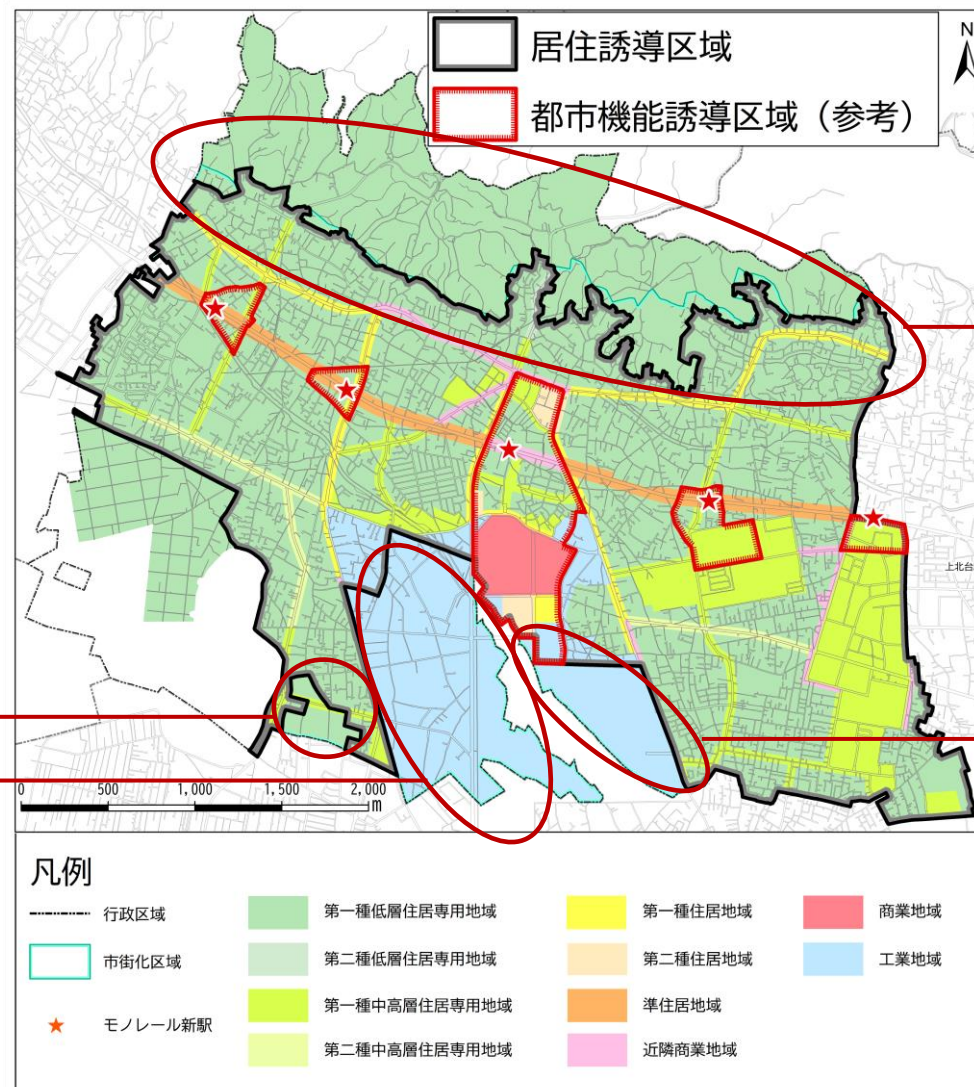 居住誘導区域
都市機能誘導区域（参考）
N
上北台
0 500 1,000 1,500 2,000
m
凡例
行政区域
市街化区域
モノレール新駅
第一種低層住居専用地域
第二種低層住居専用地域
第一種中高層住居専用地域
第二種中高層住居専用地域
第一種住居地域
第二種住居地域
準住居地域
近隣商業地域
商業地域
工業地域